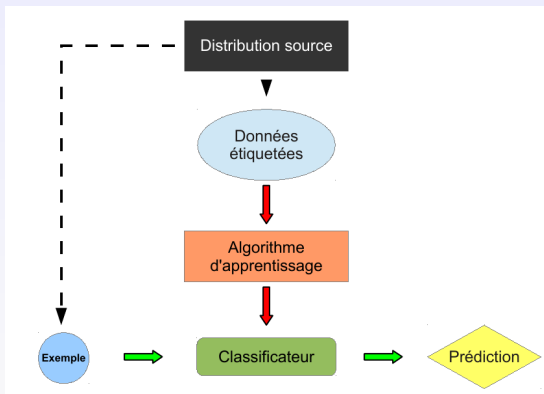 Distribution source
Données
étiquetées
Algorithme
d'apprentissage
Exemple
Classificateur
Prédiction